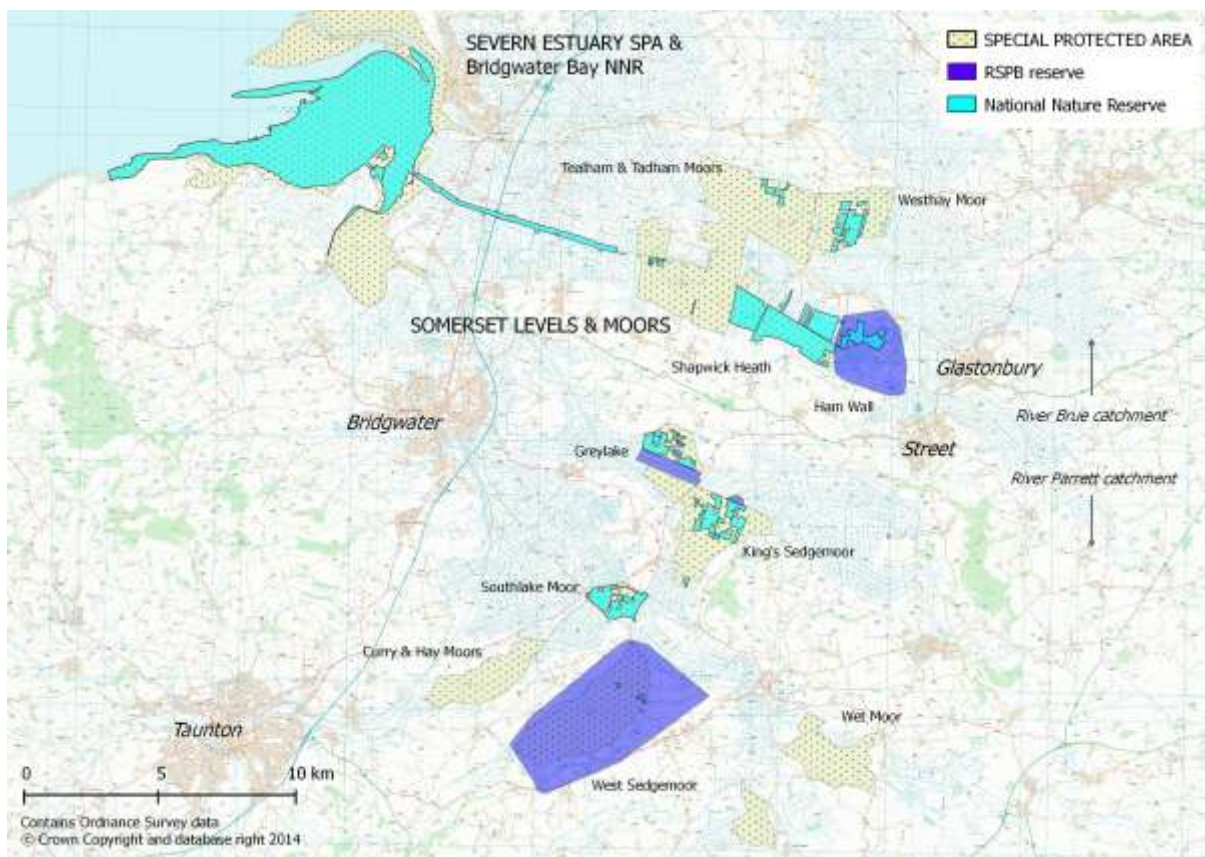 SEVERN ESTUARY SPA &
Bridgwater Bay NNR
SPECIAL PROTECTED AREA
RSPB reserve
National Nature Reserve
Tealham & Tadham Moors
Westhay Moor
SOMERSET LEVELS & MOORS
Shapwick Heath
Glastonbury
Ham Wall
River Brue catchment
Bridgwater
Street
Greylake
River Parrett catchment
King's Sedgemoor
Southlake Moor
Curry & Hay Moors
Taunton
Wet Moor
West Sedgemoor
0 5 10 km
Contains Ordnance Survey data
© Crown Copyright and database right 2014